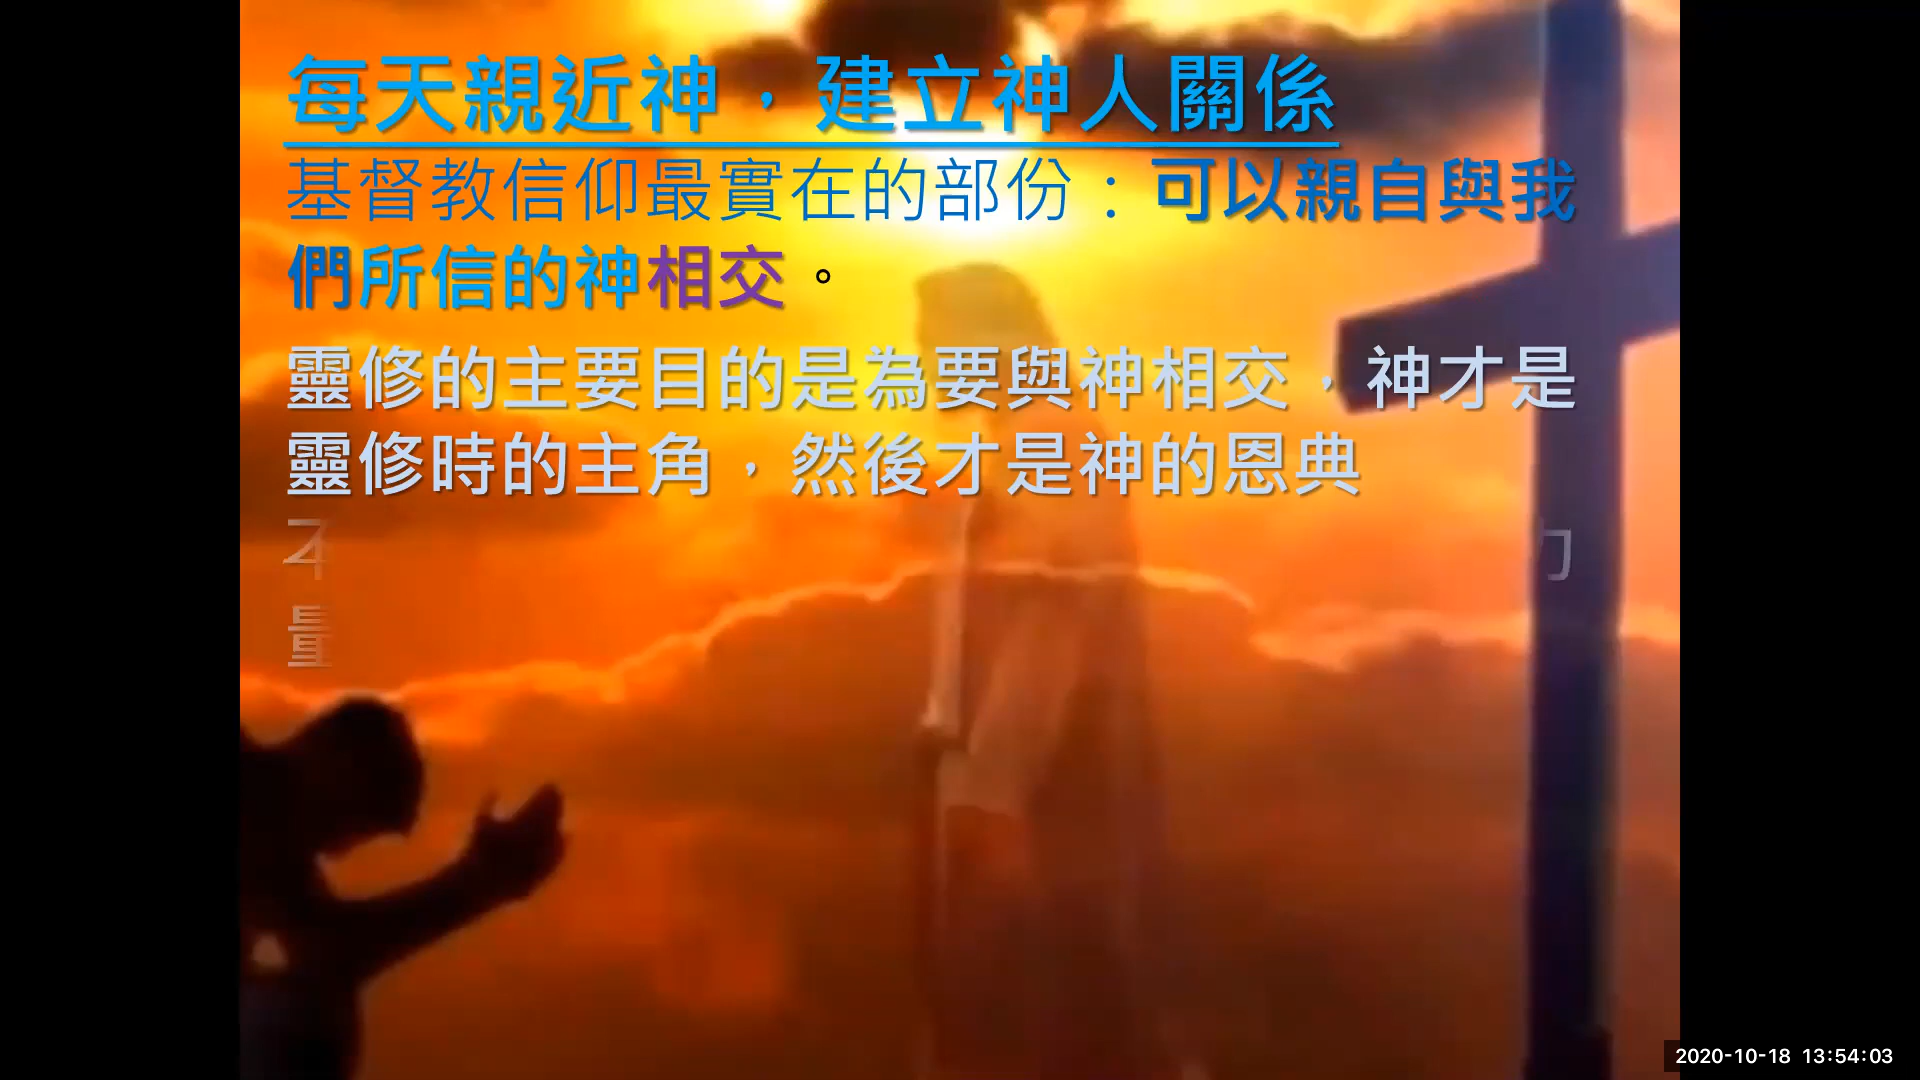 每天親近神，建立神人關係
基督教信仰最實在的部份：可以親自與我
們所信的神相交。
靈修的主要目的是為要與神相交，神才是
靈修時的主角，然後才是神的恩典
量
2020-10-18 13:54:03